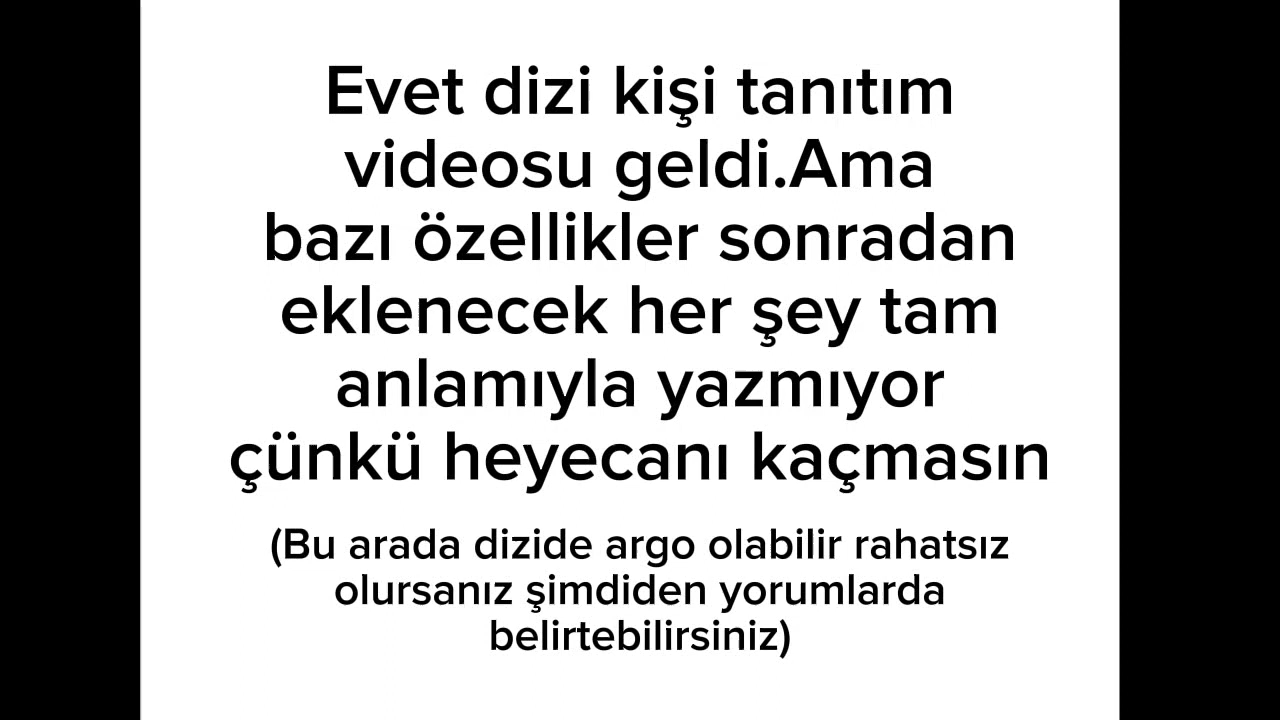 Evet dizi kişi tanıtım
videosu geldi.Ama
bazı özellikler sonradan
eklenecek her şey tam
anlamıyla yazmıyor
çünkü heyecanı kaçmasın
(Bu arada dizide argo olabilir rahatsız
olursanız şimdiden yorumlarda
belirtebilirsiniz)